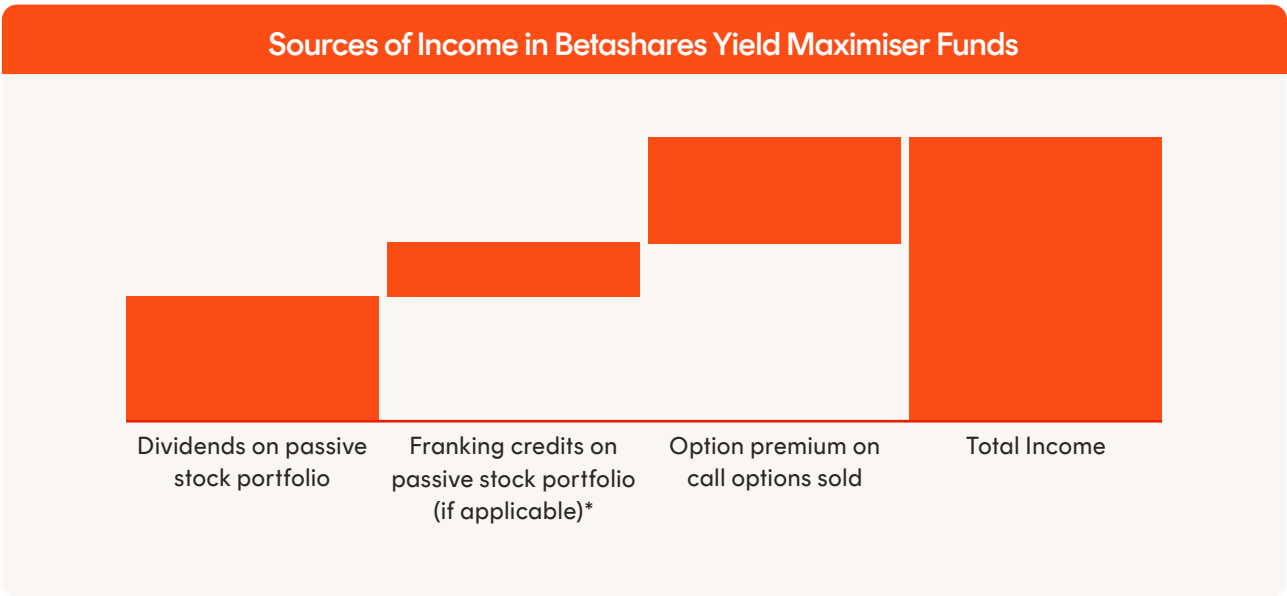 Sources of Income in Betashares Yield Maximiser Funds
Dividends on passive
stock portfolio
Franking credits on
passive stock portfolio
(if applicable)*
Option premium on
call options sold
Total Income